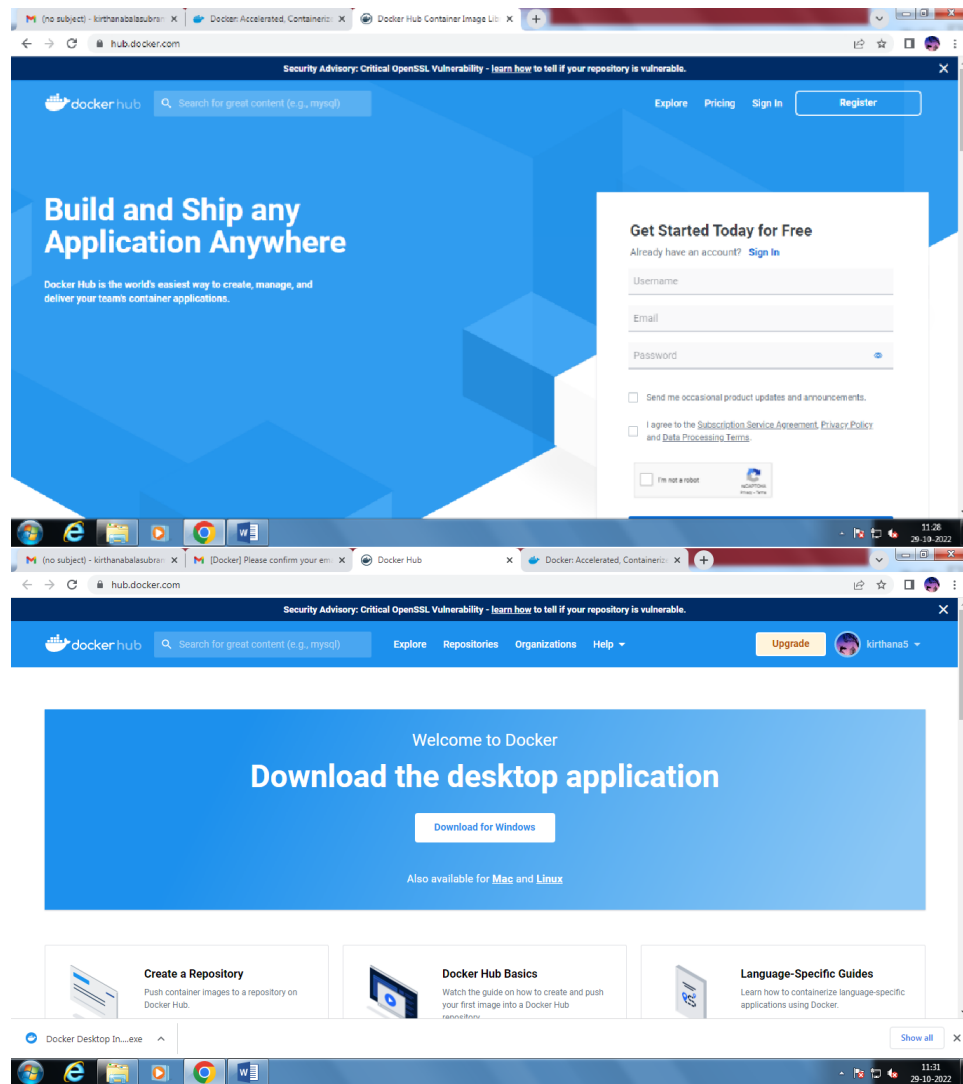 (no subject) - kirthanabalasubran
Docker: Accelerated, Containeriz
Docker Hub Container Image Lib
hub.docker.com
Security Advisory: Critical OpenSSL Vulnerability - learn how to tell if your repository is vulnerable.
docker hub
Search for great content (e.g., mysql)
Explore
Pricing
Sign In
Register
Build and Ship any
Application Anywhere
Docker Hub is the world's easiest way to create, manage, and
deliver your team's container applications.
Get Started Today for Free
Already have an account? Sign In
Username
Email
Password
Send me occasional product updates and announcements.
I agree to the Subscription Service Agreement, Privacy Policy
and Data Processing Terms.
I'm not a robot
reCAPTCHA
Privacy - Terms
11:28
29-10-2022
(no subject) - kirthanabalasubran
[Docker] Please confirm your em
Docker Hub
Docker: Accelerated, Containeriz
hub.docker.com
Security Advisory: Critical OpenSSL Vulnerability - learn how to tell if your repository is vulnerable.
docker hub
Search for great content (e.g., mysql)
Explore
Repositories
Organizations
Help
Upgrade
kirthana5
Welcome to Docker
Download the desktop application
Download for Windows
Also available for Mac and Linux
Create a Repository
Push container images to a repository on
Docker Hub.
Docker Hub Basics
Watch the guide on how to create and push
your first image into a Docker Hub
repository.
Language-Specific Guides
Learn how to containerize language-specific
applications using Docker.
Docker Desktop In....exe
Show all
11:31
29-10-2022